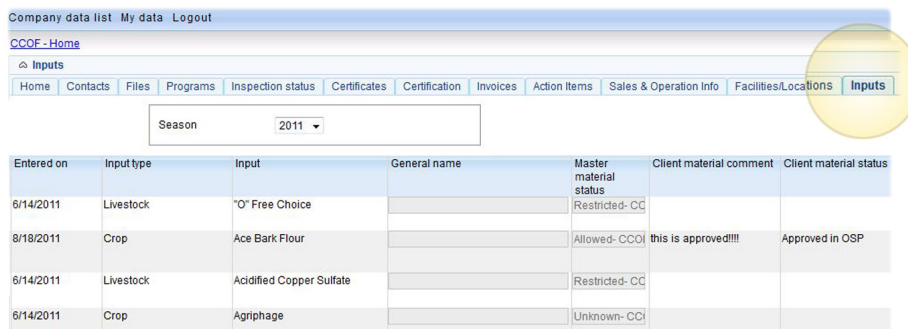 Company data list My data Logout
CCOF - Home
Inputs
Home Contacts Files Programs Inspection status Certificates Certification Invoices Action Items Sales & Operation Info Facilities/Locations Inputs
Season 2011
Entered on Input type Input General name Master material status Client material comment Client material status
6/14/2011 Livestock "O" Free Choice Restricted- CC
8/18/2011 Crop Ace Bark Flour Allowed- CCO this is approved!!!! Approved in OSP
6/14/2011 Livestock Acidified Copper Sulfate Restricted- CC
6/14/2011 Crop Agriphage Unknown- CC